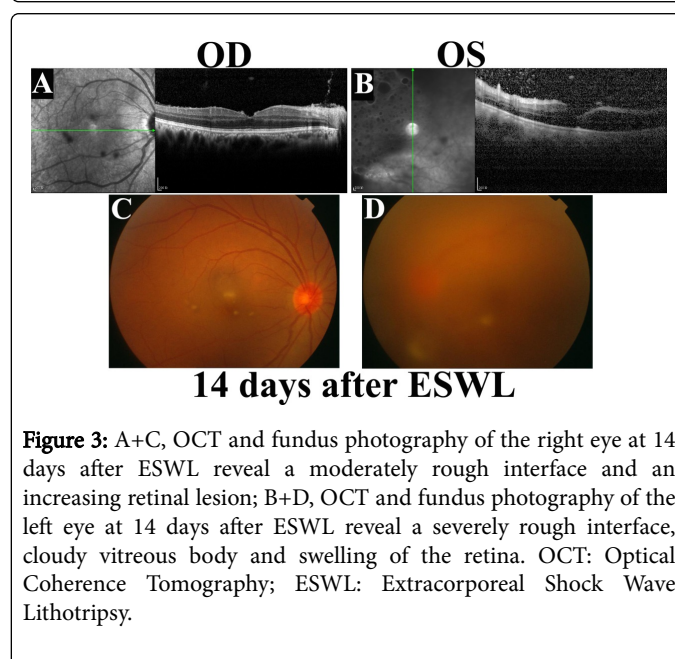 OD OS
A B
C D
14 days after ESWL
Figure 3: A+C, OCT and fundus photography of the right eye at 14
days after ESWL reveal a moderately rough interface and an
increasing retinal lesion; B+D, OCT and fundus photography of the
left eye at 14 days after ESWL reveal a severely rough interface,
cloudy vitreous body and swelling of the retina. OCT: Optical
Coherence Tomography; ESWL: Extracorporeal Shock Wave
Lithotripsy.